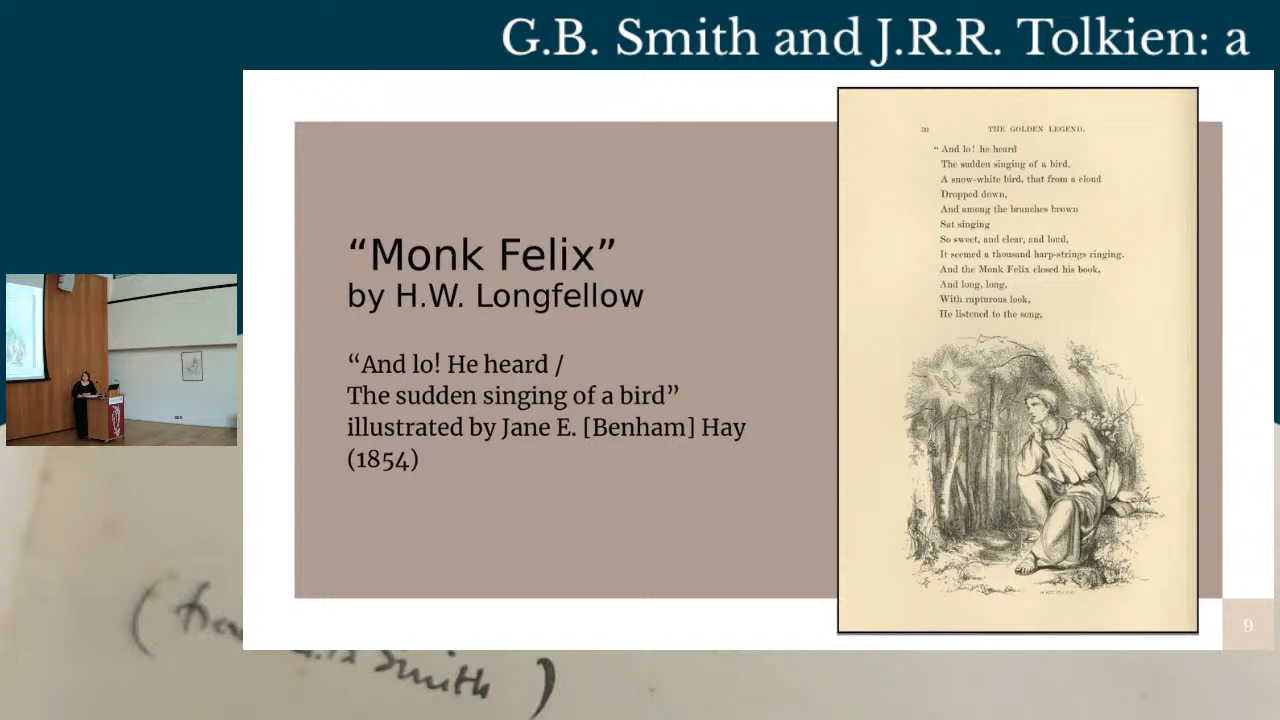 G.B. Smith and J.R.R. Tolkien: a
“Monk Felix”
by H.W. Longfellow
“And lo! He heard /
The sudden singing of a bird”
illustrated by Jane E. [Benham] Hay
(1854)
THE GOLDEN LEGEND.
“ And lo! he heard
The sudden singing of a bird,
A snow-white bird, that from a cloud
Dropped down,
And among the branches brown
Sat singing
So sweet, and clear, and loud,
It seemed a thousand harp-strings ringing.
And the Monk Felix closed his book,
And long, long,
With rapturous look,
He listened to the song,
9
( from
Smith )